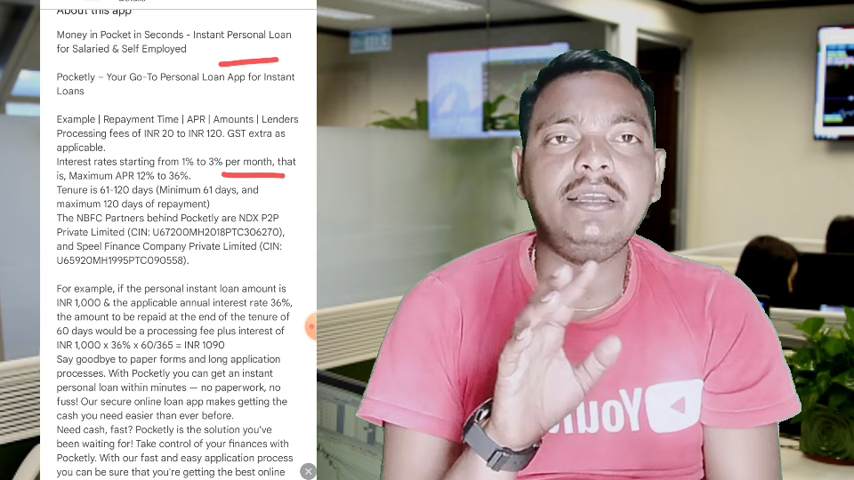 About this app
Money in Pocket in Seconds - Instant Personal Loan
for Salaried & Self Employed
Pocketly – Your Go-To Personal Loan App for Instant
Loans
Example | Repayment Time | APR | Amounts | Lenders
Processing fees of INR 20 to INR 120. GST extra as
applicable.
Interest rates starting from 1% to 3% per month, that
is, Maximum APR 12% to 36%.
Tenure is 61-120 days (Minimum 61 days, and
maximum 120 days of repayment)
The NBFC Partners behind Pocketly are NDX P2P
Private Limited (CIN: U67200MH2018PTC306270),
and Speel Finance Company Private Limited (CIN:
U65920MH1995PTC090558).
For example, if the personal instant loan amount is
INR 1,000 & the applicable annual interest rate 36%,
the amount to be repaid at the end of the tenure of
60 days would be a processing fee plus interest of
INR 1,000 x 36% x 60/365 = INR 1090
Say goodbye to paper forms and long application
processes. With Pocketly you can get an instant
personal loan within minutes — no paperwork, no
fuss! Our secure online loan app makes getting the
cash you need easier than ever before.
Need cash, fast? Pocketly is the solution you've
been waiting for! Take control of your finances with
Pocketly. With our fast and easy application process
you can be sure that you're getting the best online